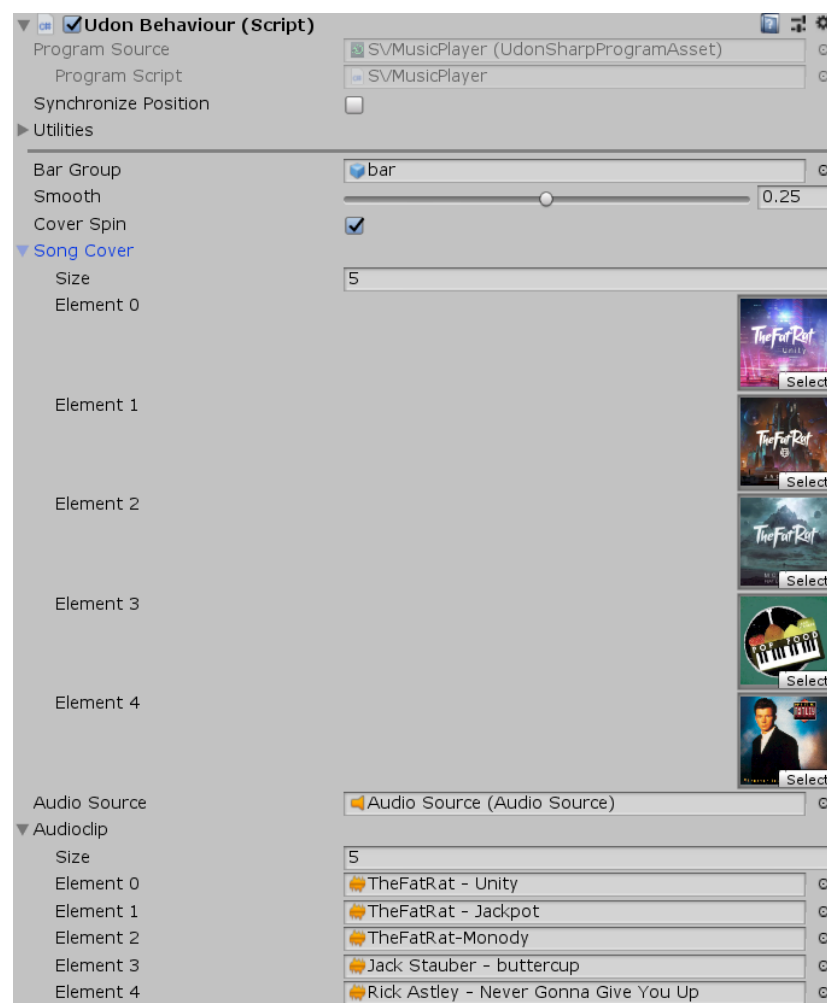 Udon Behaviour (Script)
Program Source SVMusicPlayer (UdonSharpProgramAsset)
Program Script SVMusicPlayer
Synchronize Position
Utilities
Bar Group bar
Smooth 0.25
Cover Spin
Song Cover
Size 5
Element 0
TheFatRat
Unity
Select
Element 1
TheFatRat
Select
Element 2
TheFatRat
Select
Element 3
POP FOOD
Select
Element 4
Select
Audio Source Audio Source (Audio Source)
Audioclip
Size 5
Element 0 TheFatRat - Unity
Element 1 TheFatRat - Jackpot
Element 2 TheFatRat-Monody
Element 3 Jack Stauber - buttercup
Element 4 Rick Astley - Never Gonna Give You Up